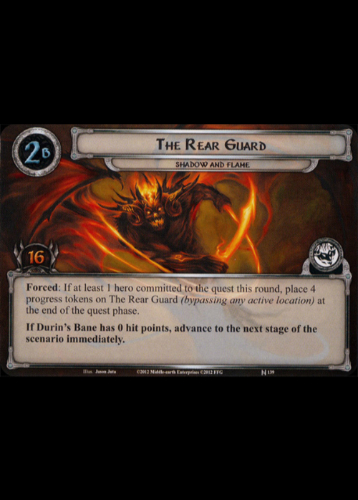 2B
THE REAR GUARD
SHADOW AND FLAME
16
Forced: If at least 1 hero committed to the quest this round, place 4
progress tokens on The Rear Guard (bypassing any active location) at
the end of the quest phase.
If Durin's Bane has 0 hit points, advance to the next stage of the
scenario immediately.
Illus. Jason Juta ©2012 Middle-earth Enterprises ©2012 FFG 139